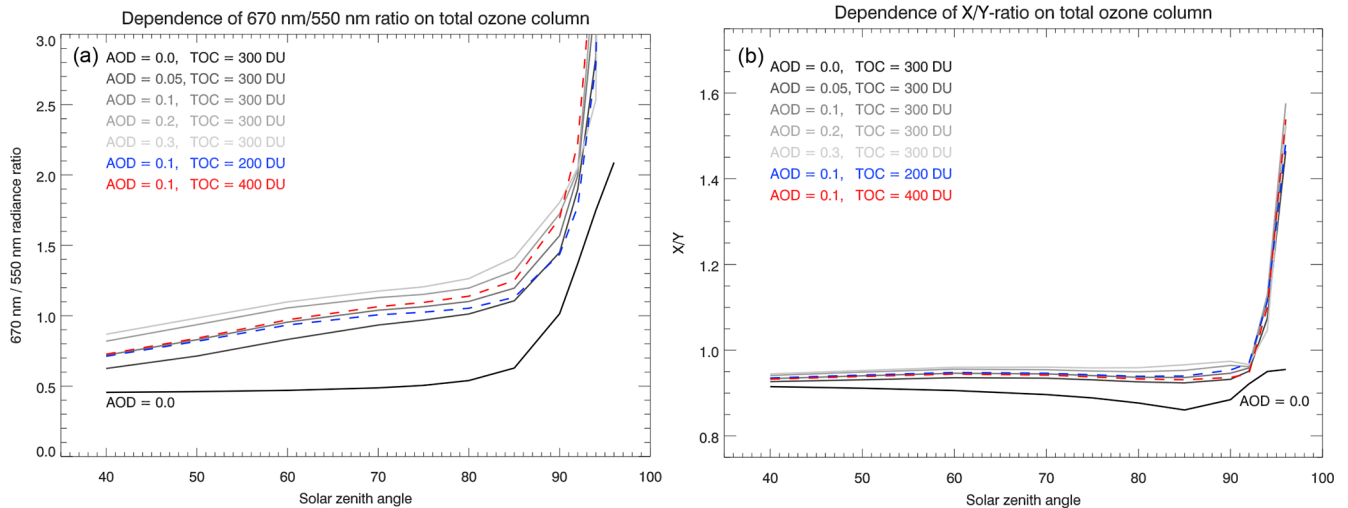 Dependence of 670 nm/550 nm ratio on total ozone column
(a)
AOD = 0.0, TOC = 300 DU
AOD = 0.05, TOC = 300 DU
AOD = 0.1, TOC = 300 DU
AOD = 0.2, TOC = 300 DU
AOD = 0.3, TOC = 300 DU
AOD = 0.1, TOC = 200 DU
AOD = 0.1, TOC = 400 DU
3.0
2.5
2.0
1.5
1.0
0.5
0.0
670 nm / 550 nm radiance ratio
AOD = 0.0
40 50 60 70 80 90 100
Solar zenith angle
Dependence of X/Y-ratio on total ozone column
(b)
AOD = 0.0, TOC = 300 DU
AOD = 0.05, TOC = 300 DU
AOD = 0.1, TOC = 300 DU
AOD = 0.2, TOC = 300 DU
AOD = 0.3, TOC = 300 DU
AOD = 0.1, TOC = 200 DU
AOD = 0.1, TOC = 400 DU
1.6
1.4
1.2
1.0
0.8
X/Y
AOD = 0.0
40 50 60 70 80 90 100
Solar zenith angle